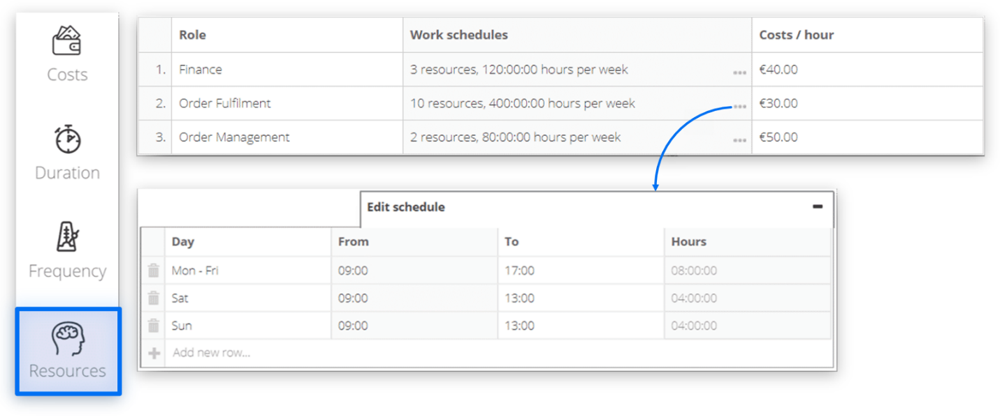 Costs
Duration
Frequency
Resources
Role Work schedules Costs / hour
1. Finance 3 resources, 120:00:00 hours per week ... €40.00
2. Order Fulfilment 10 resources, 400:00:00 hours per week ... €30.00
3. Order Management 2 resources, 80:00:00 hours per week ... €50.00
Edit schedule
Day From To Hours
Mon - Fri 09:00 17:00 08:00:00
Sat 09:00 13:00 04:00:00
Sun 09:00 13:00 04:00:00
Add new row...